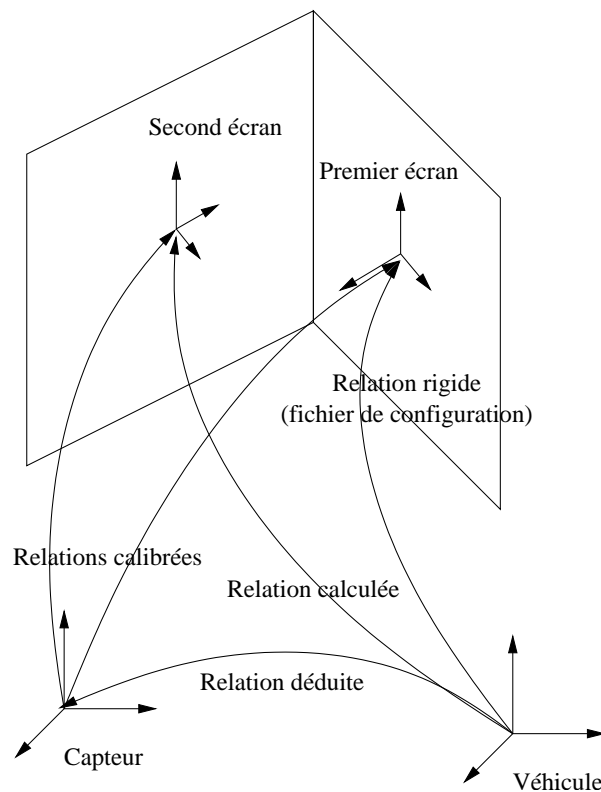 Second écran
Premier écran
Relation rigide
(fichier de configuration)
Relations calibrées
Relation calculée
Relation déduite
Capteur
Véhicule